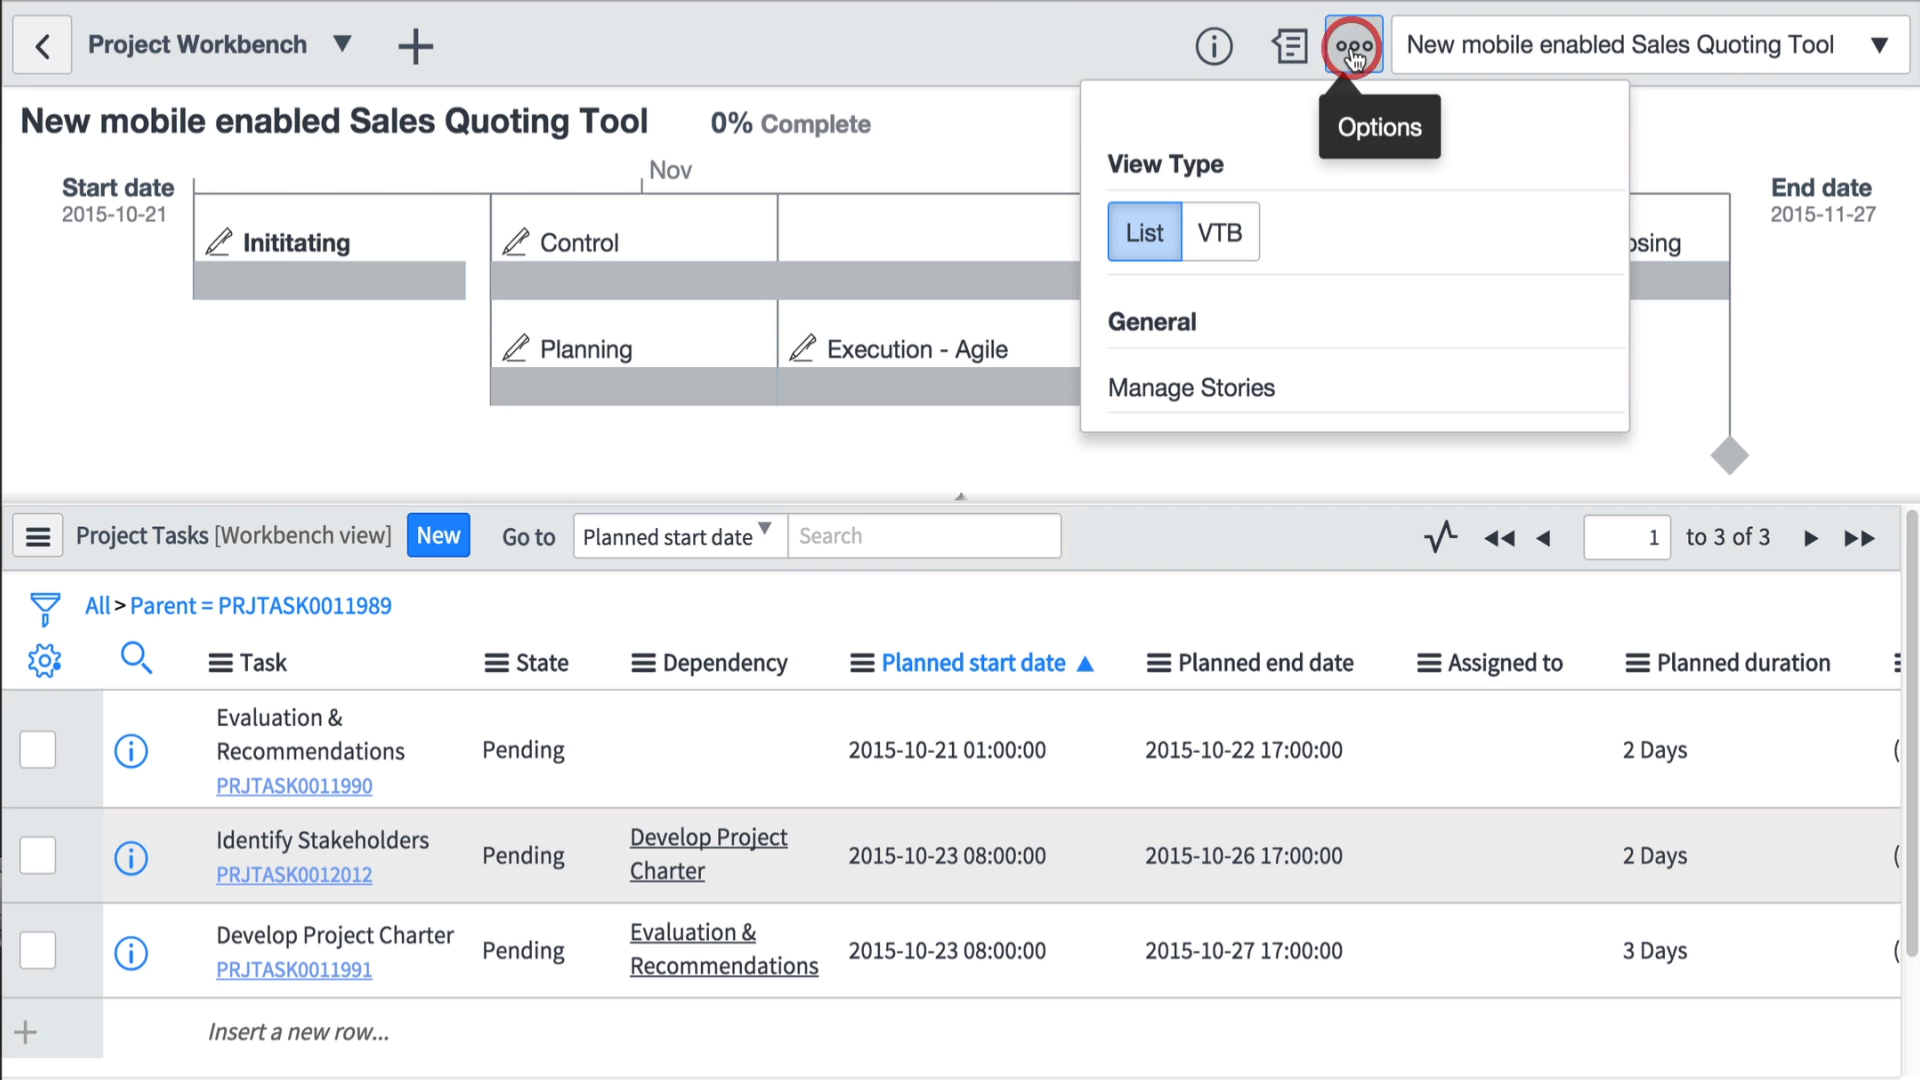 Project Workbench
New mobile enabled Sales Quoting Tool
New mobile enabled Sales Quoting Tool 0% Complete
Options
View Type
List VTB
General
Manage Stories
Start date
2015-10-21
Nov
End date
2015-11-27
Inititating
Control
osing
Planning
Execution - Agile
Project Tasks [Workbench view] New Go to Planned start date Search 1 to 3 of 3
All > Parent = PRJTASK0011989
Task State Dependency Planned start date Planned end date Assigned to Planned duration
Evaluation &
Recommendations
PRJTASK0011990
Pending 2015-10-21 01:00:00 2015-10-22 17:00:00 2 Days (
Identify Stakeholders
PRJTASK0012012
Pending
Develop Project
Charter
2015-10-23 08:00:00 2015-10-26 17:00:00 2 Days (
Develop Project Charter
PRJTASK0011991
Pending
Evaluation &
Recommendations
2015-10-23 08:00:00 2015-10-27 17:00:00 3 Days (
Insert a new row...